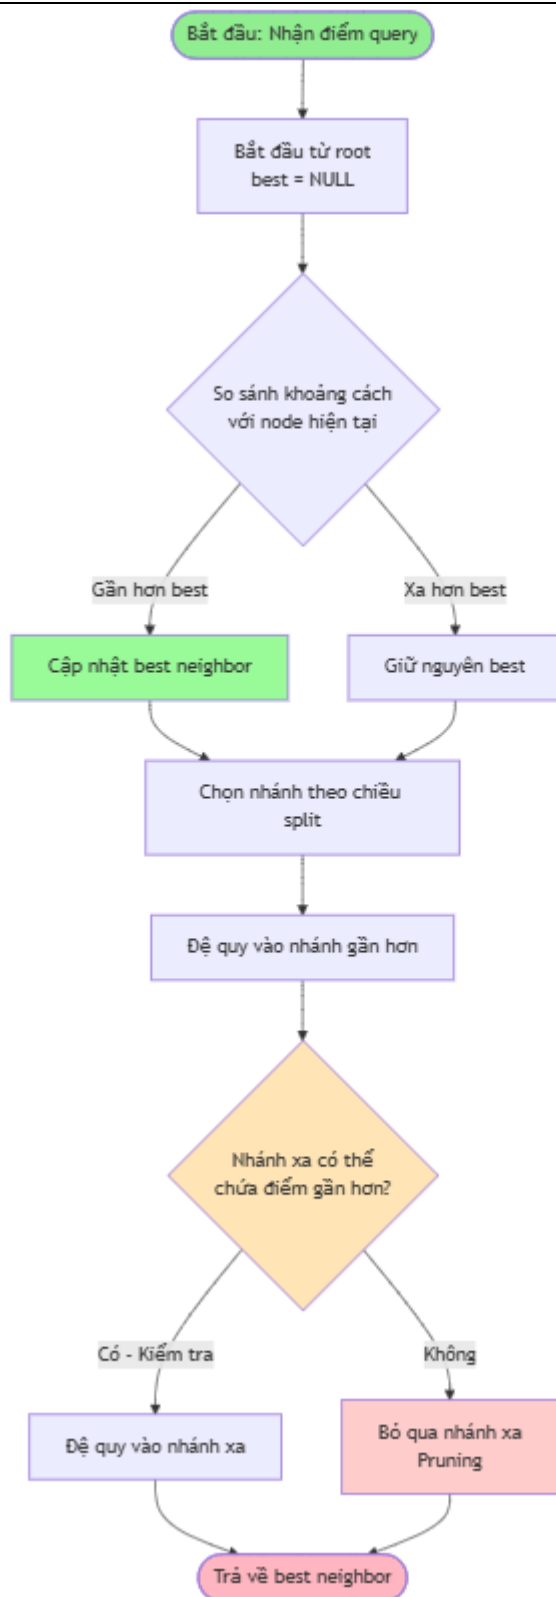 Bắt đầu: Nhận điểm query
Bắt đầu từ root
best = NULL
So sánh khoảng cách
với node hiện tại
Gần hơn best
Xa hơn best
Cập nhật best neighbor
Giữ nguyên best
Chọn nhánh theo chiều
split
Đệ quy vào nhánh gần hơn
Nhánh xa có thể
chứa điểm gần hơn?
Có - Kiểm tra
Không
Đệ quy vào nhánh xa
Bỏ qua nhánh xa
Pruning
Trả về best neighbor